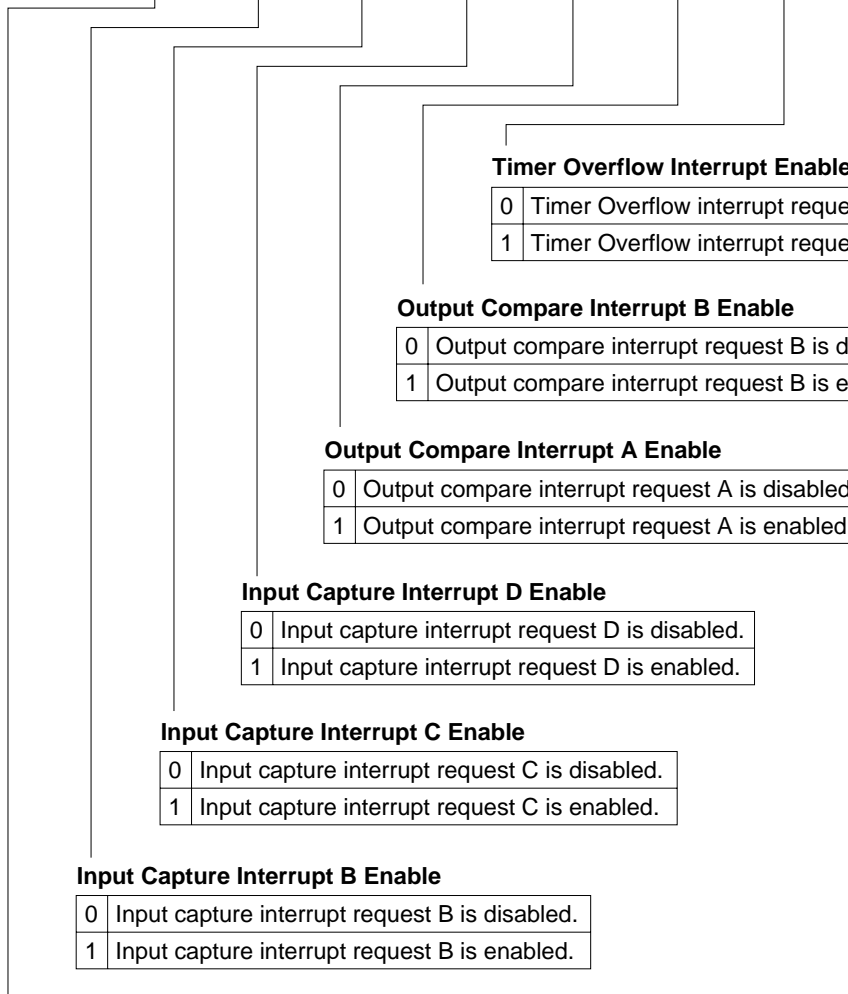 Timer Overflow Interrupt Enable
0 Timer Overflow interrupt
1 Timer Overflow interrupt
Output Compare Interrupt B Enable
0 Output compare interrupt request B is
1 Output compare interrupt request B is
Output Compare Interrupt A Enable
0 Output compare interrupt request A is disabled
1 Output compare interrupt request A is enabled
Input Capture Interrupt D Enable
0 Input capture interrupt request D is disabled.
1 Input capture interrupt request D is enabled.
Input Capture Interrupt C Enable
0 Input capture interrupt request C is disabled.
1 Input capture interrupt request C is enabled.
Input Capture Interrupt B Enable
0 Input capture interrupt request B is disabled.
1 Input capture interrupt request B is enabled.